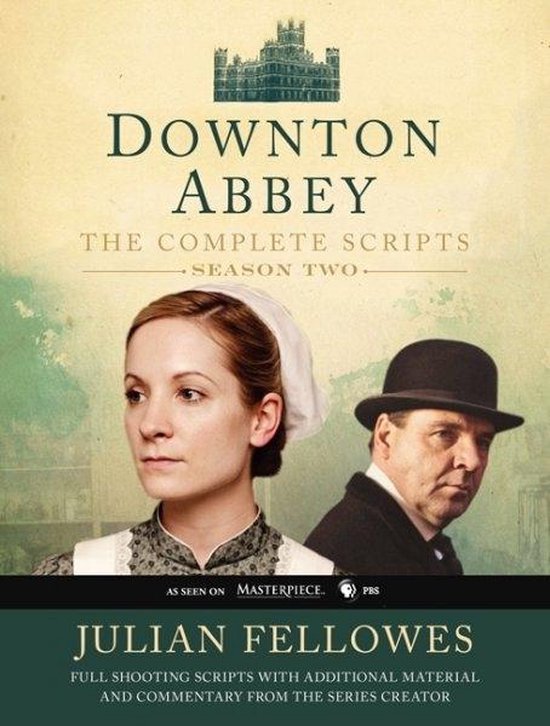 DOWNTON
ABBEY
THE COMPLETE SCRIPTS
SEASON TWO
AS SEEN ON MASTERPIECE™ PBS
JULIAN FELLOWES
FULL SHOOTING SCRIPTS WITH ADDITIONAL MATERIAL
AND COMMENTARY FROM THE SERIES CREATOR